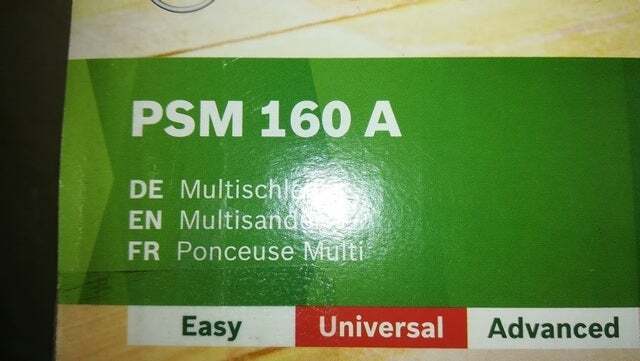 PSM 160 A
DE
EN
FR Ponceuse Multi
Easy Universal Advanced